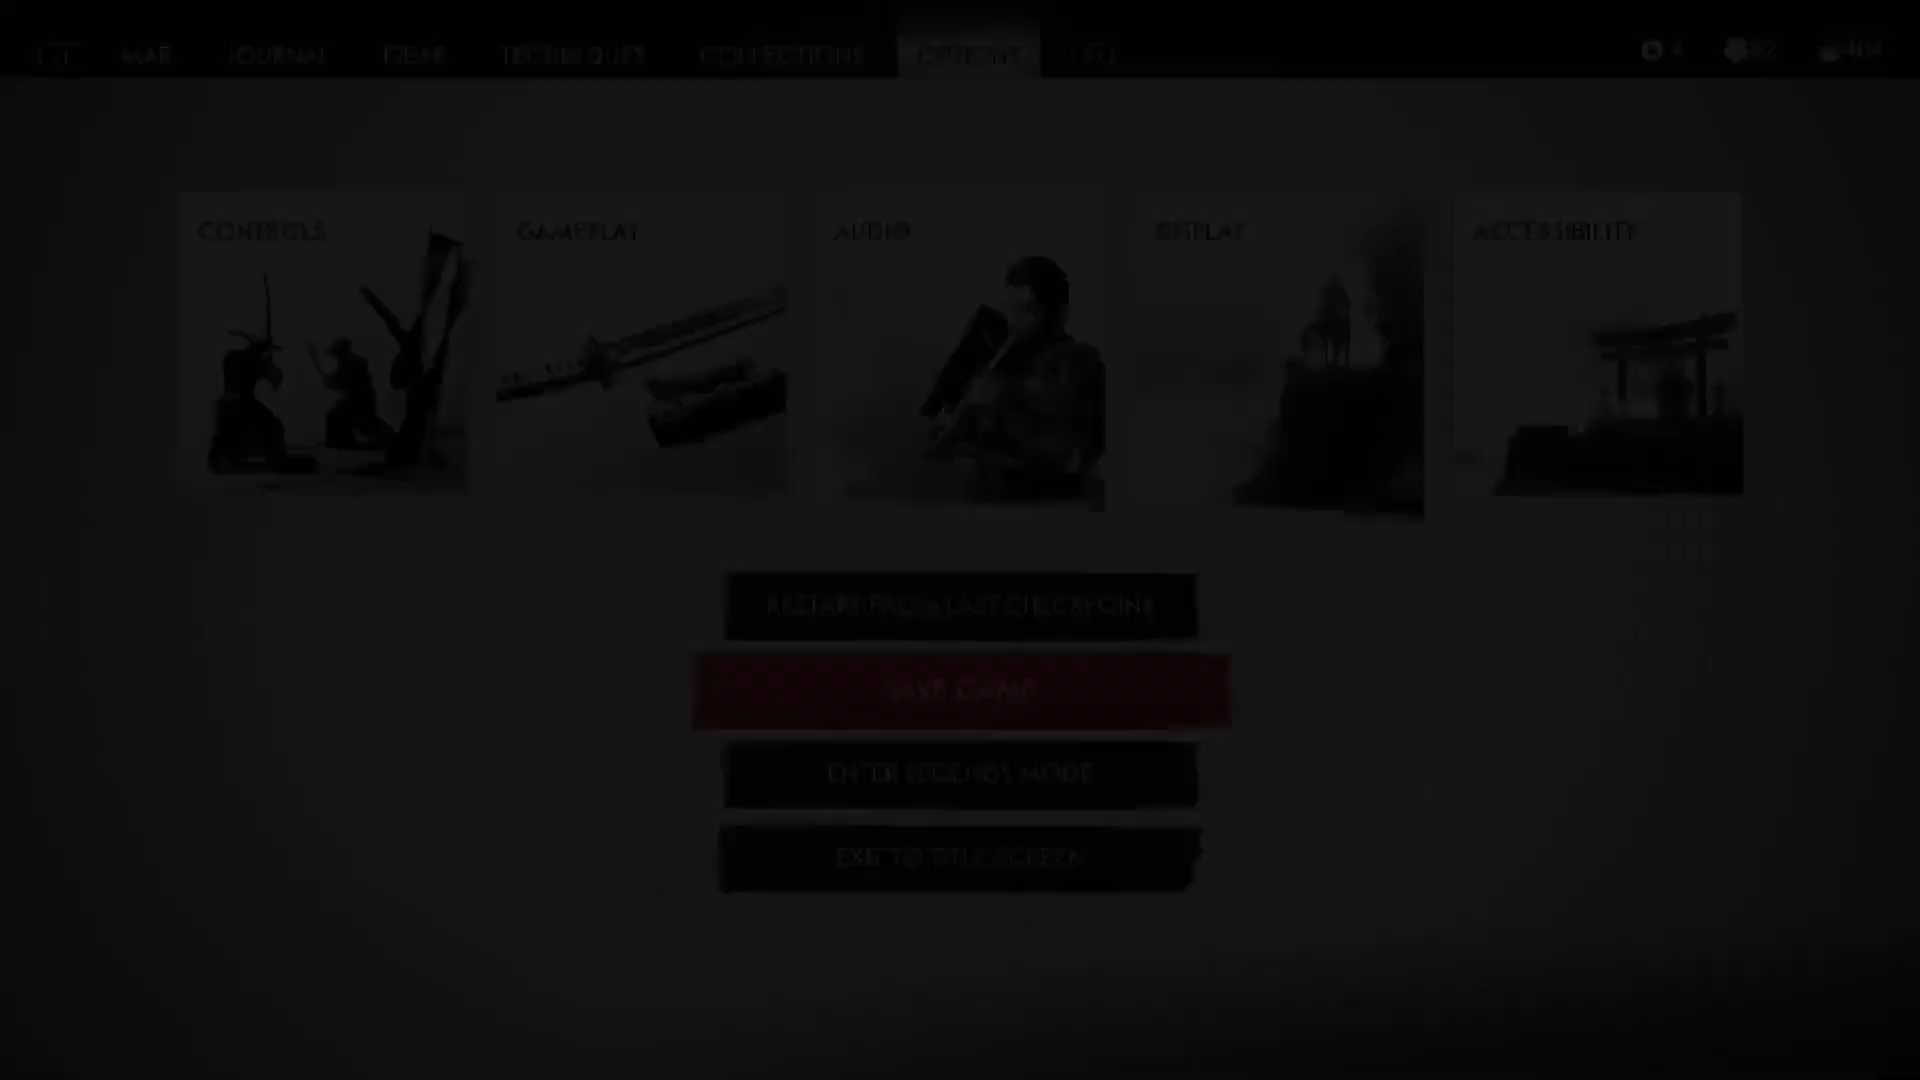 MAP JOURNAL GEAR TECHNIQUES COLLECTIONS OPTIONS
CONTROLS GAMEPLAY AUDIO DISPLAY ACCESSIBILITY
RESTART FROM LAST CHECKPOINT
SAVE GAME
ENTER LEGENDS MODE
EXIT TO TITLE SCREEN